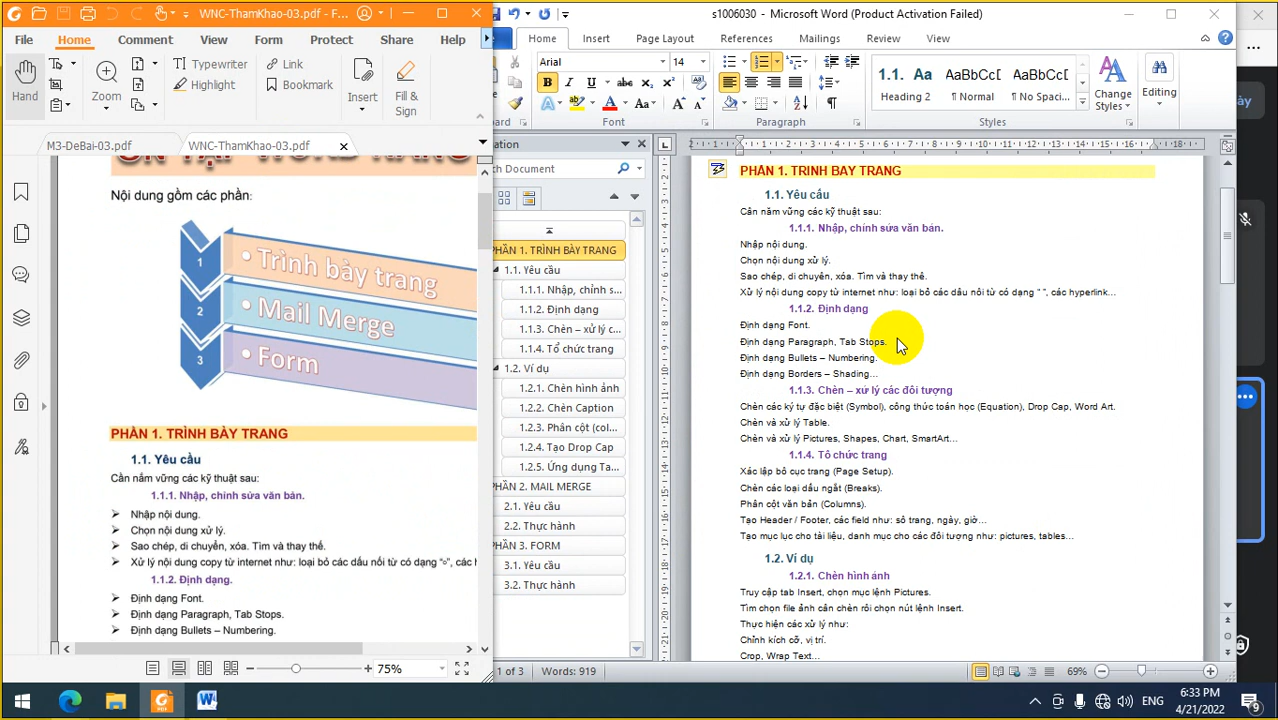 WNC-ThamKhao-03.pdf - F...
File
Home
Comment
View
Form
Protect
Share
Help
Hand
Zoom
Typewriter
Highlight
Link
Bookmark
Insert
Fill &
Sign
M3-DeBai-03.pdf
WNC-ThamKhao-03.pdf
Nội dung gồm các phần:
1
• Trình bày trang
2
• Mail Merge
3
• Form
PHẦN 1. TRÌNH BÀY TRANG
1.1. Yêu cầu
Cần nắm vững các kỹ thuật sau:
1.1.1. Nhập, chỉnh sửa văn bản.
Nhập nội dung.
Chọn nội dung xử lý.
Sao chép, di chuyển, xóa. Tìm và thay thế.
Xử lý nội dung copy từ internet như: loại bỏ các dấu nối từ có dạng "▫", các h
1.1.2. Định dạng.
Định dạng Font.
Định dạng Paragraph, Tab Stops.
Định dạng Bullets – Numbering.
75%
s1006030 - Microsoft Word (Product Activation Failed)
Home
Insert
Page Layout
References
Mailings
Review
View
Arial
14
B I U abc x₂ x²
Aa
1.1. Aa
AaBbCcI
AaBbCcI
Heading 2
¶ Normal
¶ No Spaci...
Change
Styles
Editing
Font
Paragraph
Styles
PHẦN 1. TRÌNH BÀY TRANG
1.1. Yêu cầu
1.1.1. Nhập, chỉnh s...
1.1.2. Định dạng
1.1.3. Chèn – xử lý c...
1.1.4. Tổ chức trang
1.2. Ví dụ
1.2.1. Chèn hình ảnh
1.2.2. Chèn Caption
1.2.3. Phân cột (col...
1.2.4. Tạo Drop Cap
1.2.5. Ứng dụng Ta...
PHẦN 2. MAIL MERGE
2.1. Yêu cầu
2.2. Thực hành
PHẦN 3. FORM
3.1. Yêu cầu
3.2. Thực hành
PHẦN 1. TRÌNH BÀY TRANG
1.1. Yêu cầu
Cần nắm vững các kỹ thuật sau:
1.1.1. Nhập, chỉnh sửa văn bản.
Nhập nội dung.
Chọn nội dung xử lý.
Sao chép, di chuyển, xóa. Tìm và thay thế.
Xử lý nội dung copy từ internet như: loại bỏ các dấu nối từ có dạng " ", các hyperlink...
1.1.2. Định dạng
Định dạng Font.
Định dạng Paragraph, Tab Stops.
Định dạng Bullets – Numbering.
Định dạng Borders – Shading...
1.1.3. Chèn – xử lý các đối tượng
Chèn các ký tự đặc biệt (Symbol), công thức toán học (Equation), Drop Cap, Word Art.
Chèn và xử lý Table.
Chèn và xử lý Pictures, Shapes, Chart, SmartArt...
1.1.4. Tổ chức trang
Xác lập bố cục trang (Page Setup).
Chèn các loại dấu ngắt (Breaks).
Phân cột văn bản (Columns).
Tạo Header / Footer, các field như: số trang, ngày, giờ...
Tạo mục lục cho tài liệu, danh mục cho các đối tượng như: pictures, tables...
1.2. Ví dụ
1.2.1. Chèn hình ảnh
Truy cập tab Insert, chọn mục lệnh Pictures.
Tìm chọn file ảnh cần chèn rồi chọn nút lệnh Insert.
Thực hiện các xử lý như:
Chỉnh kích cỡ, vị trí.
Crop, Wrap Text...
1 of 3
Words: 919
69%
ENG
6:33 PM
4/21/2022
9